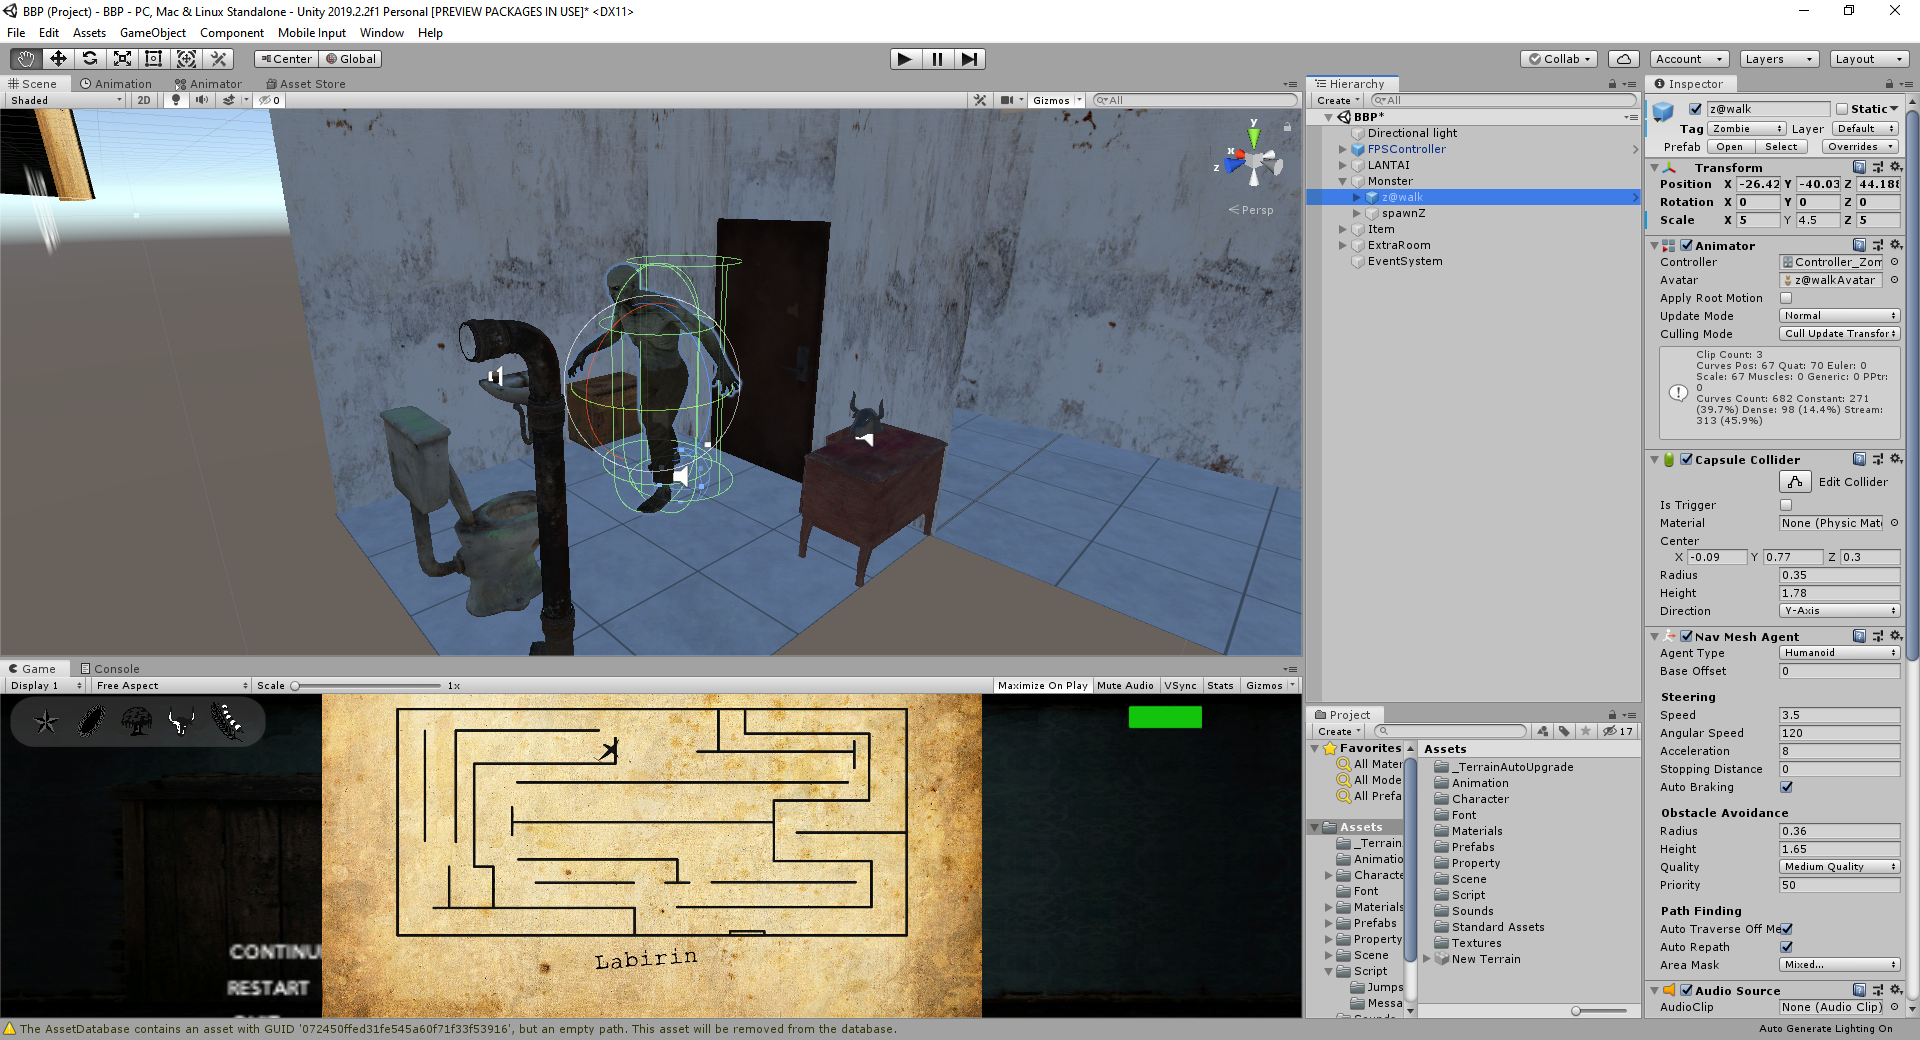 BBP (Project) - BBP - PC, Mac & Linux Standalone - Unity 2019.2.2f1 Personal [PREVIEW PACKAGES IN USE]* <DX11>
File Edit Assets GameObject Component Mobile Input Window Help
Center Global
Collab Account Layers Layout
Scene Animation Animator Asset Store
Shaded 2D 0 Gizmos All
y
x
z
Persp
Game Console
Display 1 Free Aspect Scale 1x Maximize On Play Mute Audio VSync Stats Gizmos
CONTINU
RESTART
Labirin
Hierarchy
Create All
BBP*
Directional light
FPSController
LANTAI
Monster
z@walk
spawnZ
Item
ExtraRoom
EventSystem
Project
Create 17
Favorites
All Mater
All Mode
All Prefa
Assets
_Terrain
Animatio
Characte
Font
Materials
Prefabs
Property
Scene
Script
Jumps
Messa
Assets
_TerrainAutoUpgrade
Animation
Character
Font
Materials
Prefabs
Property
Scene
Script
Sounds
Standard Assets
Textures
New Terrain
Inspector
z@walk Static
Tag Zombie Layer Default
Prefab Open Select Overrides
Transform
Position X -26.42 Y -40.03 Z 44.188
Rotation X 0 Y 0 Z 0
Scale X 5 Y 4.5 Z 5
Animator
Controller Controller_Zom
Avatar z@walkAvatar
Apply Root Motion
Update Mode Normal
Culling Mode Cull Update Transfor
Clip Count: 3
Curves Pos: 67 Quat: 70 Euler: 0
Scale: 67 Muscles: 0 Generic: 0 PPtr:
0
Curves Count: 682 Constant: 271
(39.7%) Dense: 98 (14.4%) Stream:
313 (45.9%)
Capsule Collider
Edit Collider
Is Trigger
Material None (Physic Mate
Center
X -0.09 Y 0.77 Z 0.3
Radius 0.35
Height 1.78
Direction Y-Axis
Nav Mesh Agent
Agent Type Humanoid
Base Offset 0
Steering
Speed 3.5
Angular Speed 120
Acceleration 8
Stopping Distance 0
Auto Braking
Obstacle Avoidance
Radius 0.36
Height 1.65
Quality Medium Quality
Priority 50
Path Finding
Auto Traverse Off Me
Auto Repath
Area Mask Mixed...
Audio Source
AudioClip None (Audio Clip)
The AssetDatabase contains an asset with GUID '072450ffed31fe545a60f71f33f53916', but an empty path. This asset will be removed from the database.
Auto Generate Lighting On